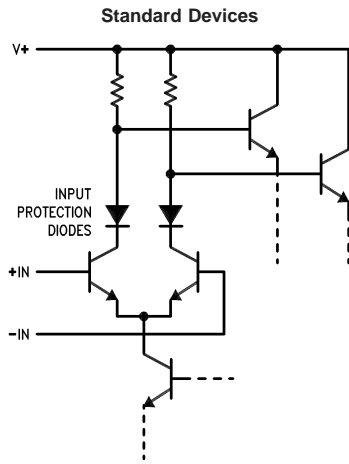 Standard Devices
V+
INPUT
PROTECTION
DIODES
+IN
−IN